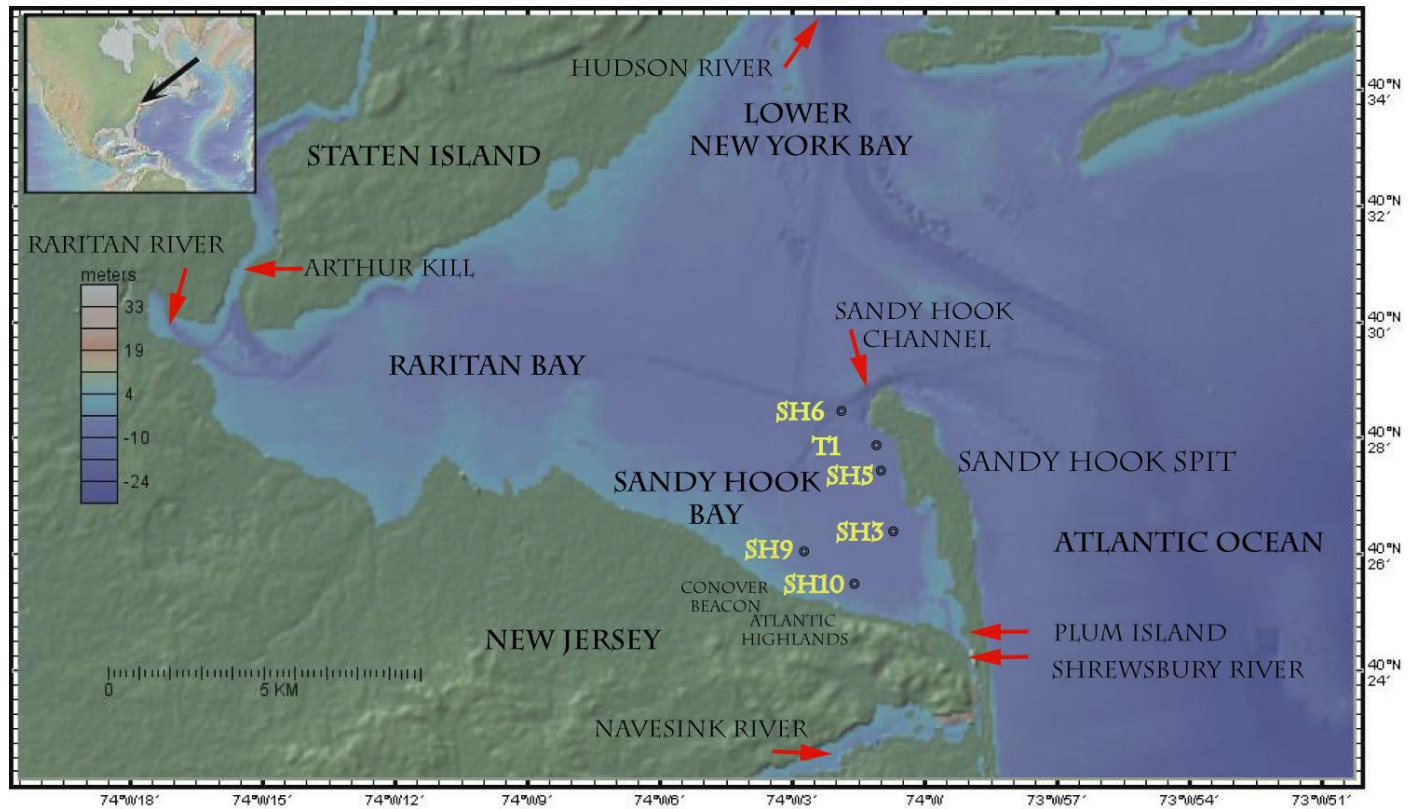 HUDSON RIVER
LOWER
NEW YORK BAY
STATEN ISLAND
RARITAN RIVER
ARTHUR KILL
meters
33
19
4
-10
-24
SANDY HOOK
CHANNEL
RARITAN BAY
SH6
T1
SH5
SANDY HOOK SPIT
SANDY HOOK
BAY
SH3
SH9
ATLANTIC OCEAN
SH10
CONOVER
BEACON
ATLANTIC
HIGHLANDS
NEW JERSEY
PLUM ISLAND
SHREWSBURY RIVER
0
5 KM
NAVESINK RIVER
40°N
34′
40°N
32′
40°N
30′
40°N
28′
40°N
26′
40°N
24′
74°W18′
74°W15′
74°W12′
74°W09′
74°W06′
74°W03′
74°W
73°W57′
73°W54′
73°W51′